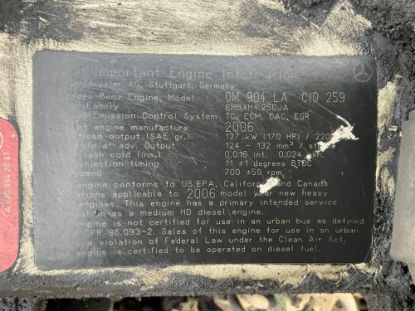 Important Engine Information
AG, Stuttgart, Germany
Benz Engine, Model OM 904 LA CID 259
Family 6MBXH4.25DJA
Emission Control System TC, ECM, DAC, EGR
engine manufacture 2006
output (SAE gr.) 127 kW (170 HP) / 220
at adv. Output 124 - 132 mm³ / st
lash cold (ins.) 0.016 int. 0.024
timing 11 ±1 degrees BTDC
700 ±50 rpm
engine conforms to US.EPA, California and Canada
applicable to 2006 model year new heavy
engines. This engine has a primary intended service
as a medium HD diesel engine.
engine is not certified for use in an urban bus as defined
86.093-2. Sales of this engine for use in an urban
a violation of Federal Law under the Clean Air Act.
engine is certified to be operated on diesel fuel.